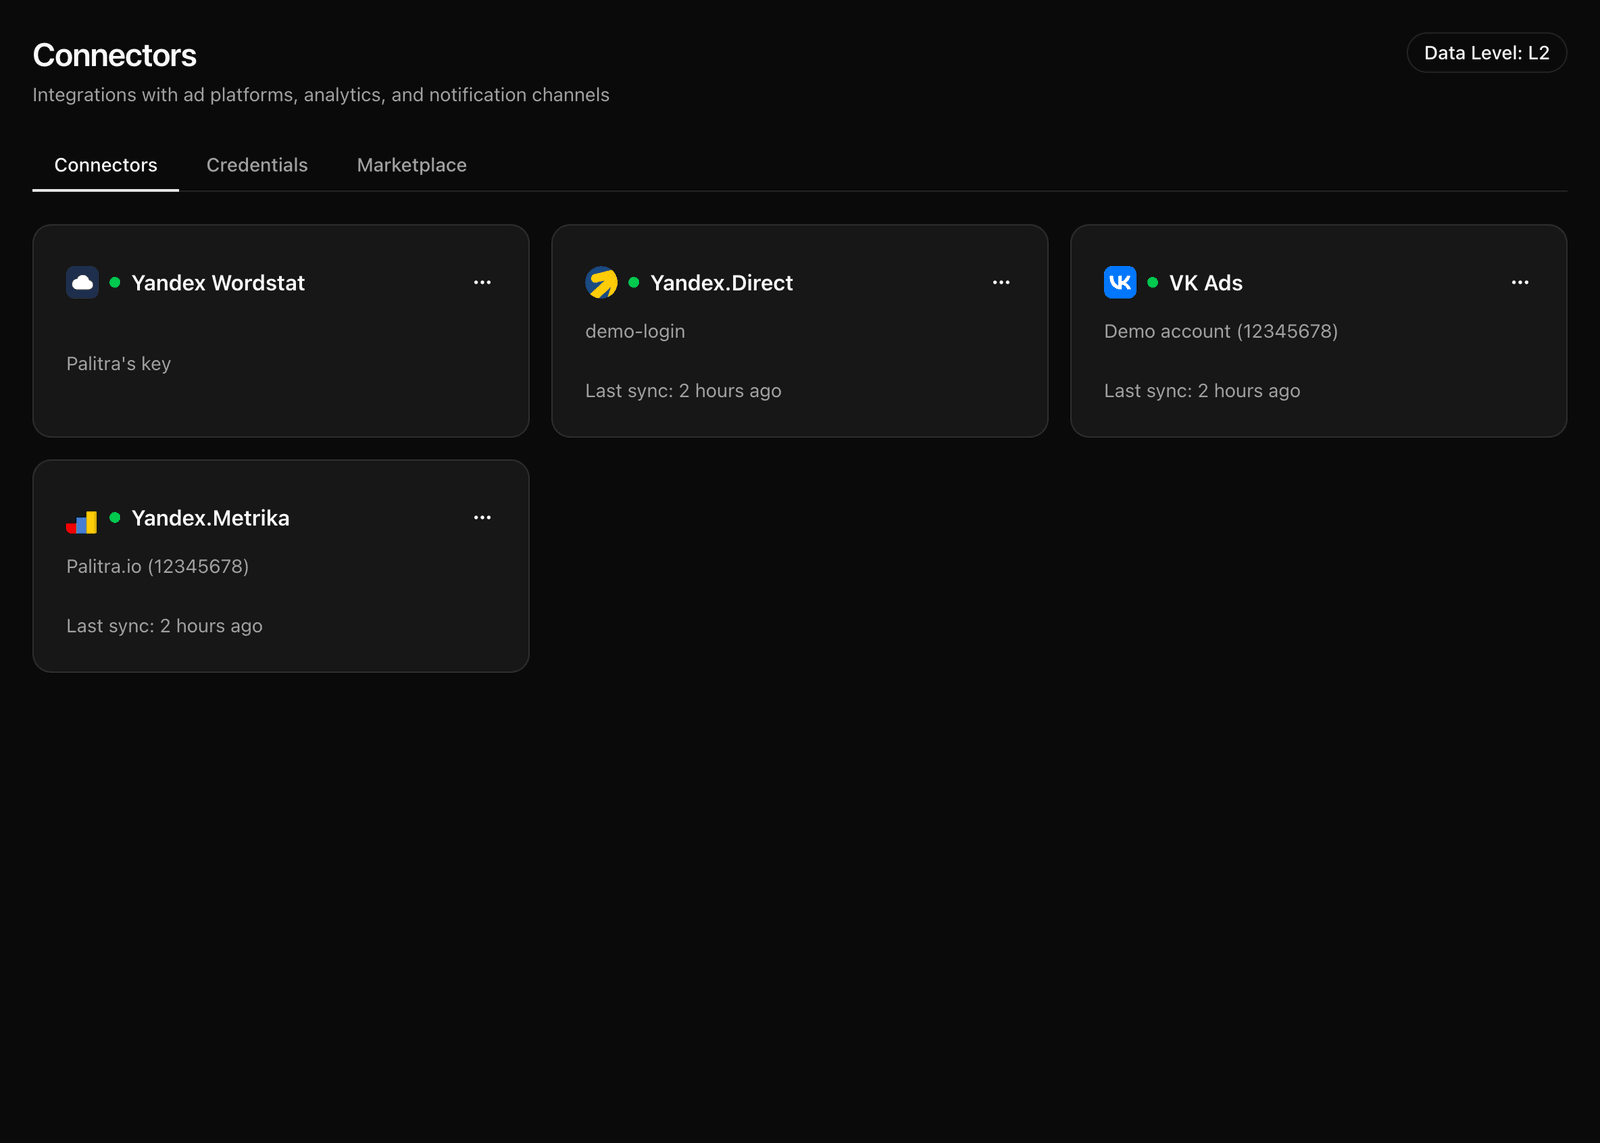 Connectors
Data Level: L2
Integrations with ad platforms, analytics, and notification channels
Connectors
Credentials
Marketplace
Yandex Wordstat
Palitra's key
Yandex.Direct
demo-login
Last sync: 2 hours ago
VK Ads
Demo account (12345678)
Last sync: 2 hours ago
Yandex.Metrika
Palitra.io (12345678)
Last sync: 2 hours ago